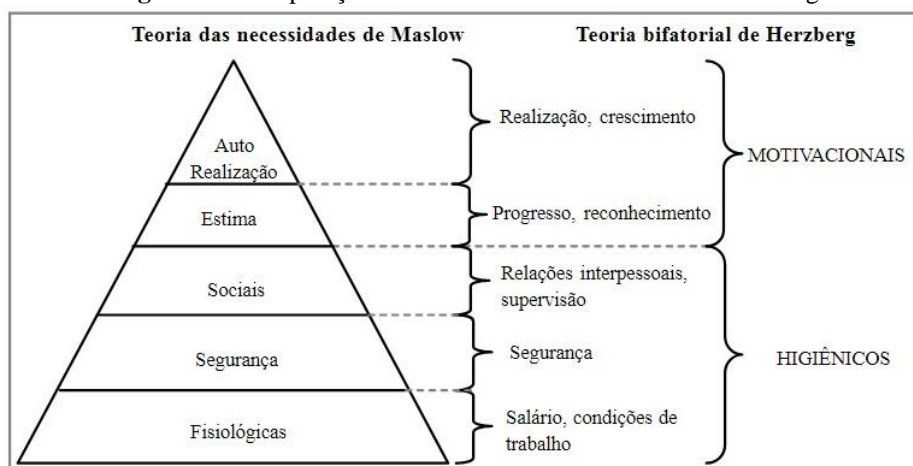 Teoria das necessidades de Maslow
Teoria bifatorial de Herzberg
Auto
Realização
Realização, crescimento
MOTIVACIONAIS
Estima
Progresso, reconhecimento
Sociais
Relações interpessoais,
supervisão
Segurança
Segurança
HIGIÊNICOS
Fisiológicas
Salário, condições de
trabalho